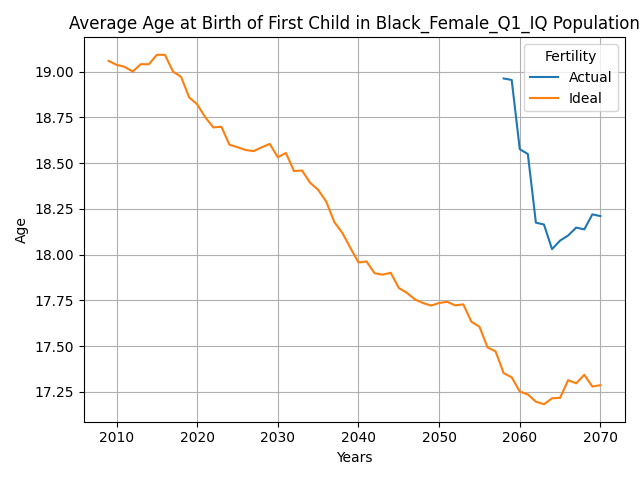 Average Age at Birth of First Child in Black_Female_Q1_IQ Population
Fertility
Actual
Ideal
Age
19.00
18.75
18.50
18.25
18.00
17.75
17.50
17.25
2010 2020 2030 2040 2050 2060 2070
Years